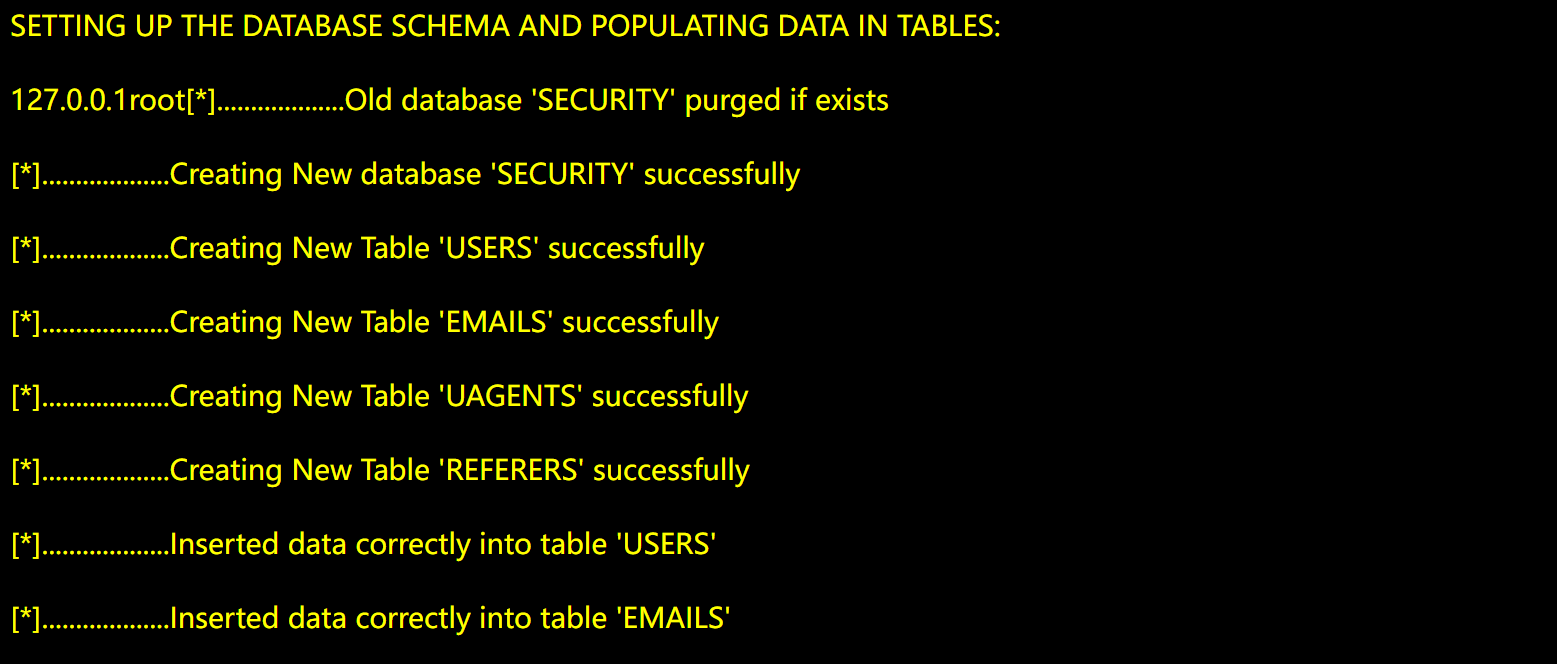 SETTING UP THE DATABASE SCHEMA AND POPULATING DATA IN TABLES:
127.0.0.1root[*]...................Old database 'SECURITY' purged if exists
[*]...................Creating New database 'SECURITY' successfully
[*]...................Creating New Table 'USERS' successfully
[*]...................Creating New Table 'EMAILS' successfully
[*]...................Creating New Table 'UAGENTS' successfully
[*]...................Creating New Table 'REFERERS' successfully
[*]...................Inserted data correctly into table 'USERS'
[*]...................Inserted data correctly into table 'EMAILS'